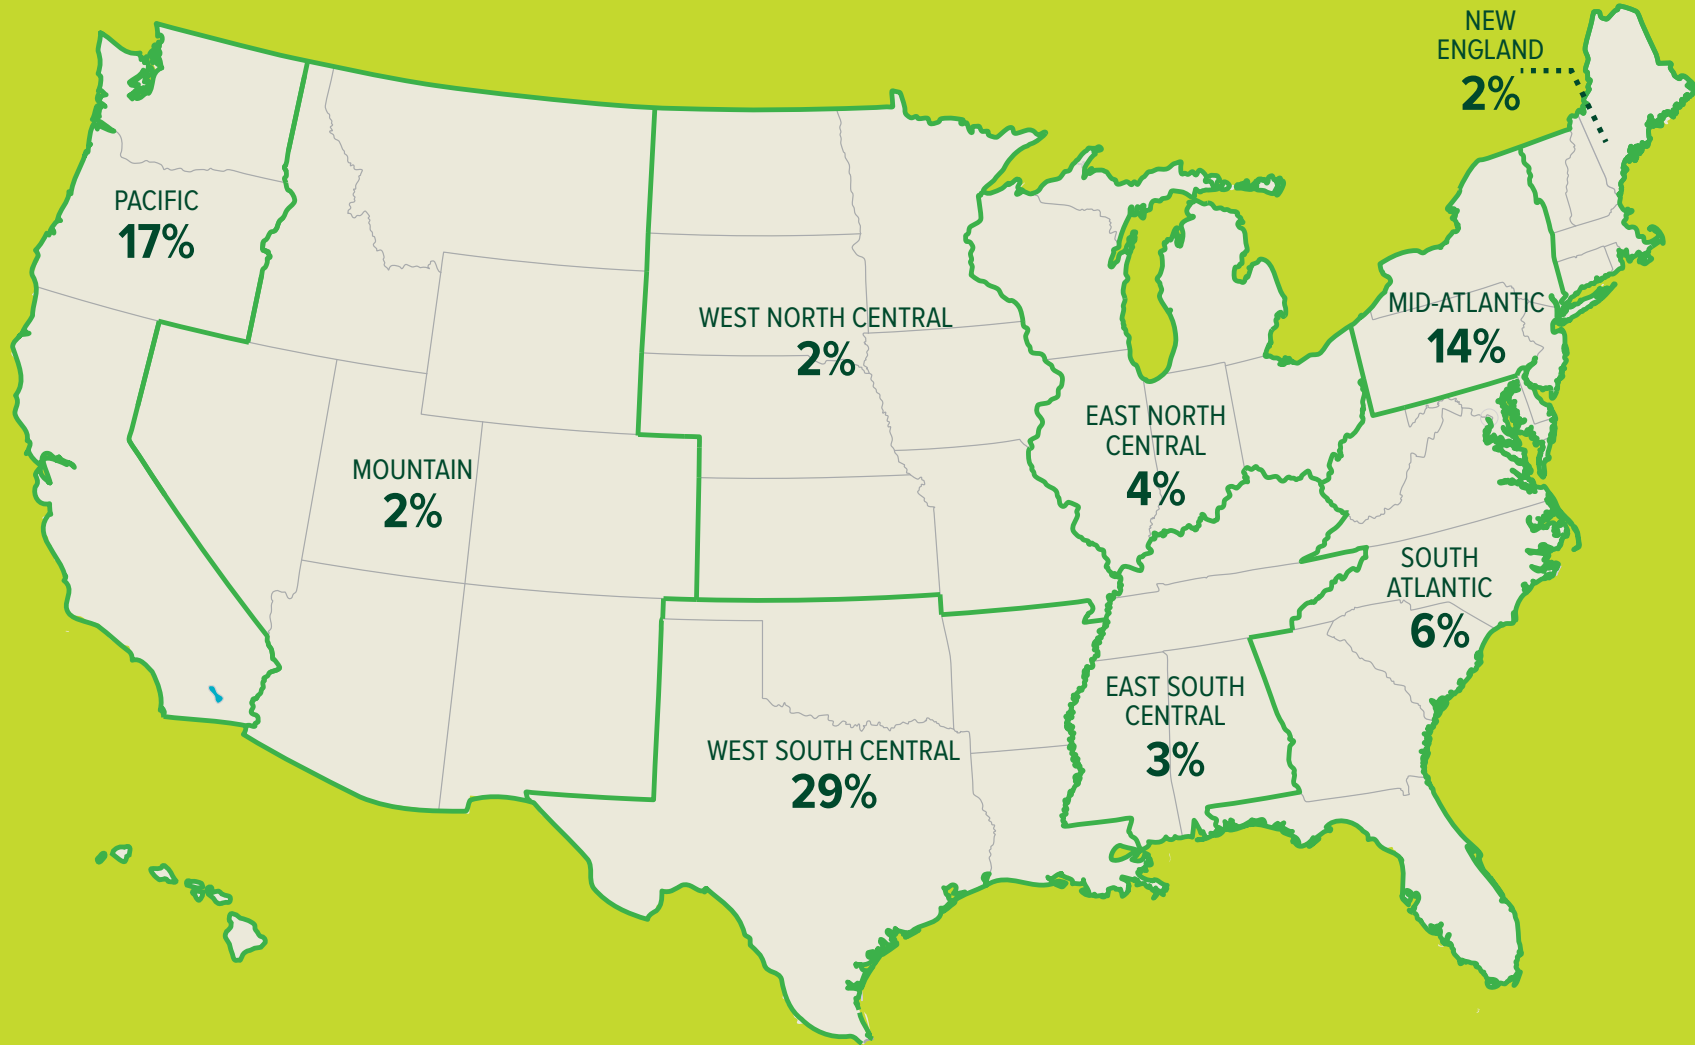 NEW
ENGLAND
2%
PACIFIC
17%
WEST NORTH CENTRAL
2%
MID-ATLANTIC
14%
EAST NORTH
CENTRAL
4%
MOUNTAIN
2%
SOUTH
ATLANTIC
6%
EAST SOUTH
CENTRAL
3%
WEST SOUTH CENTRAL
29%